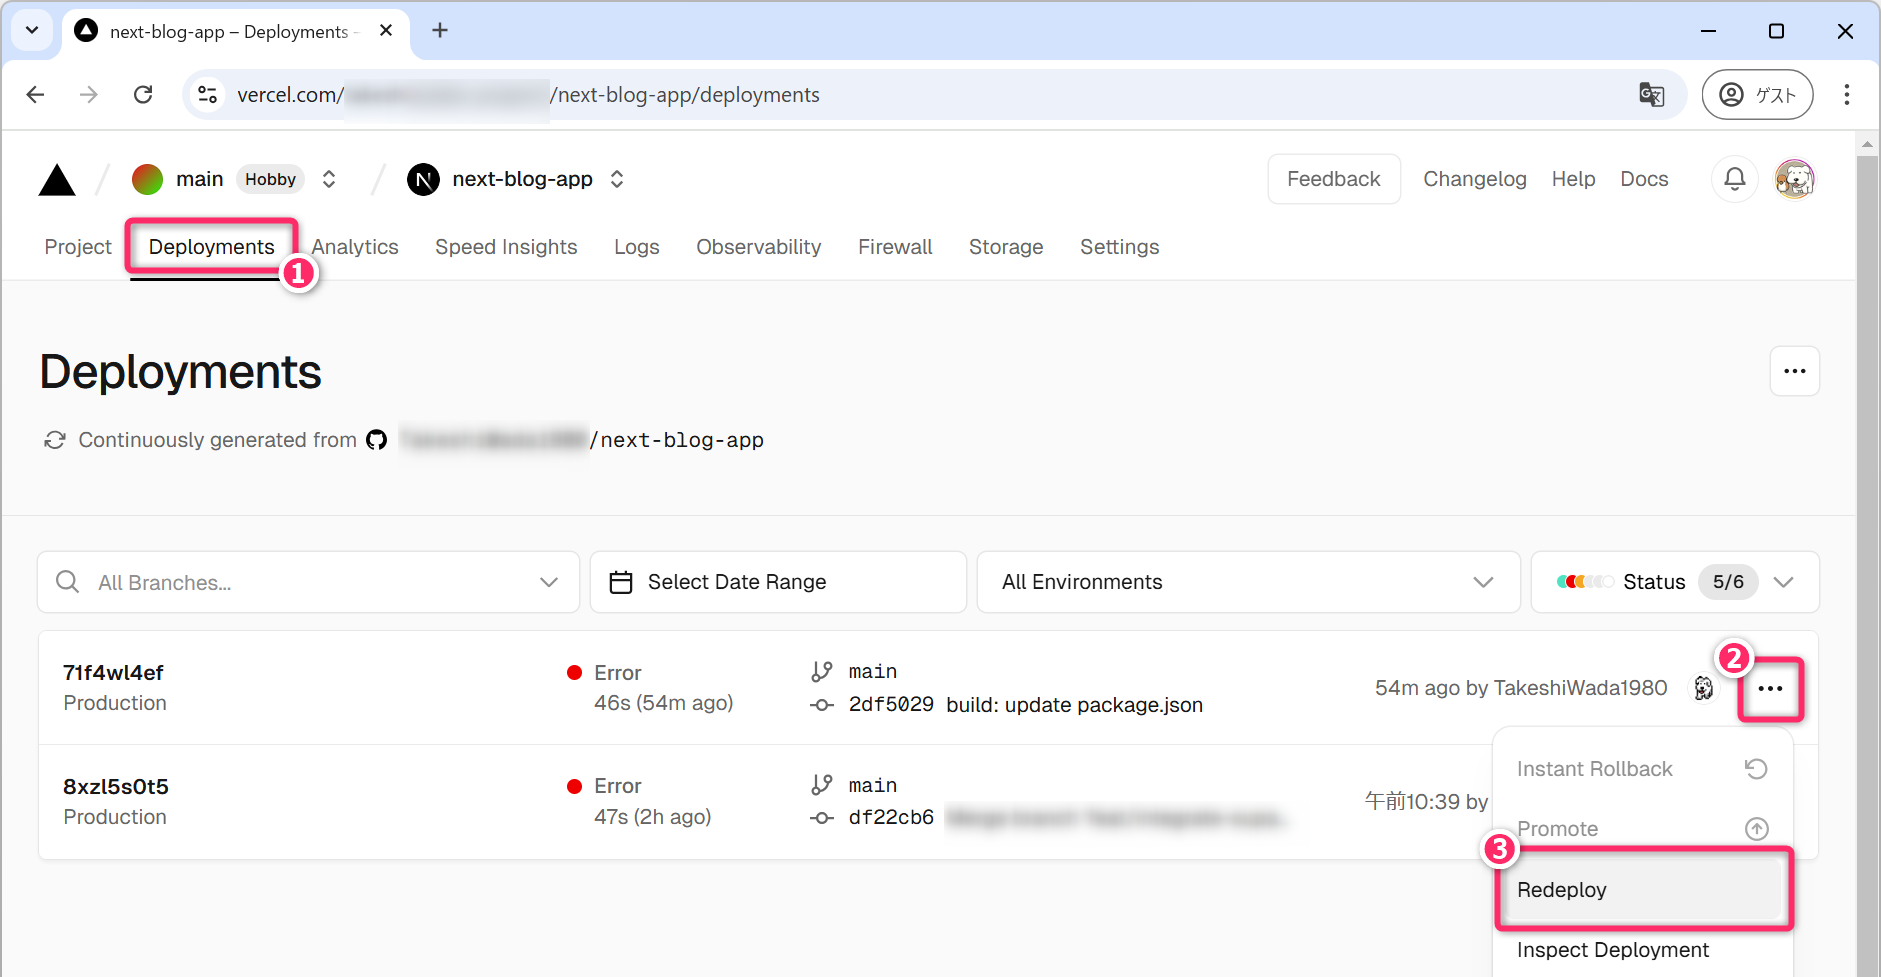 next-blog-app – Deployments –
vercel.com/ /next-blog-app/deployments
ゲスト
main Hobby next-blog-app
Feedback Changelog Help Docs
Project Deployments Analytics Speed Insights Logs Observability Firewall Storage Settings
1
Deployments
Continuously generated from /next-blog-app
All Branches...
Select Date Range
All Environments
Status 5/6
2
71f4wl4ef
Production
Error
46s (54m ago)
main
2df5029 build: update package.json
54m ago by TakeshiWada1980
8xzl5s0t5
Production
Error
47s (2h ago)
main
df22cb6
午前10:39 by
Instant Rollback
Promote
3
Redeploy
Inspect Deployment